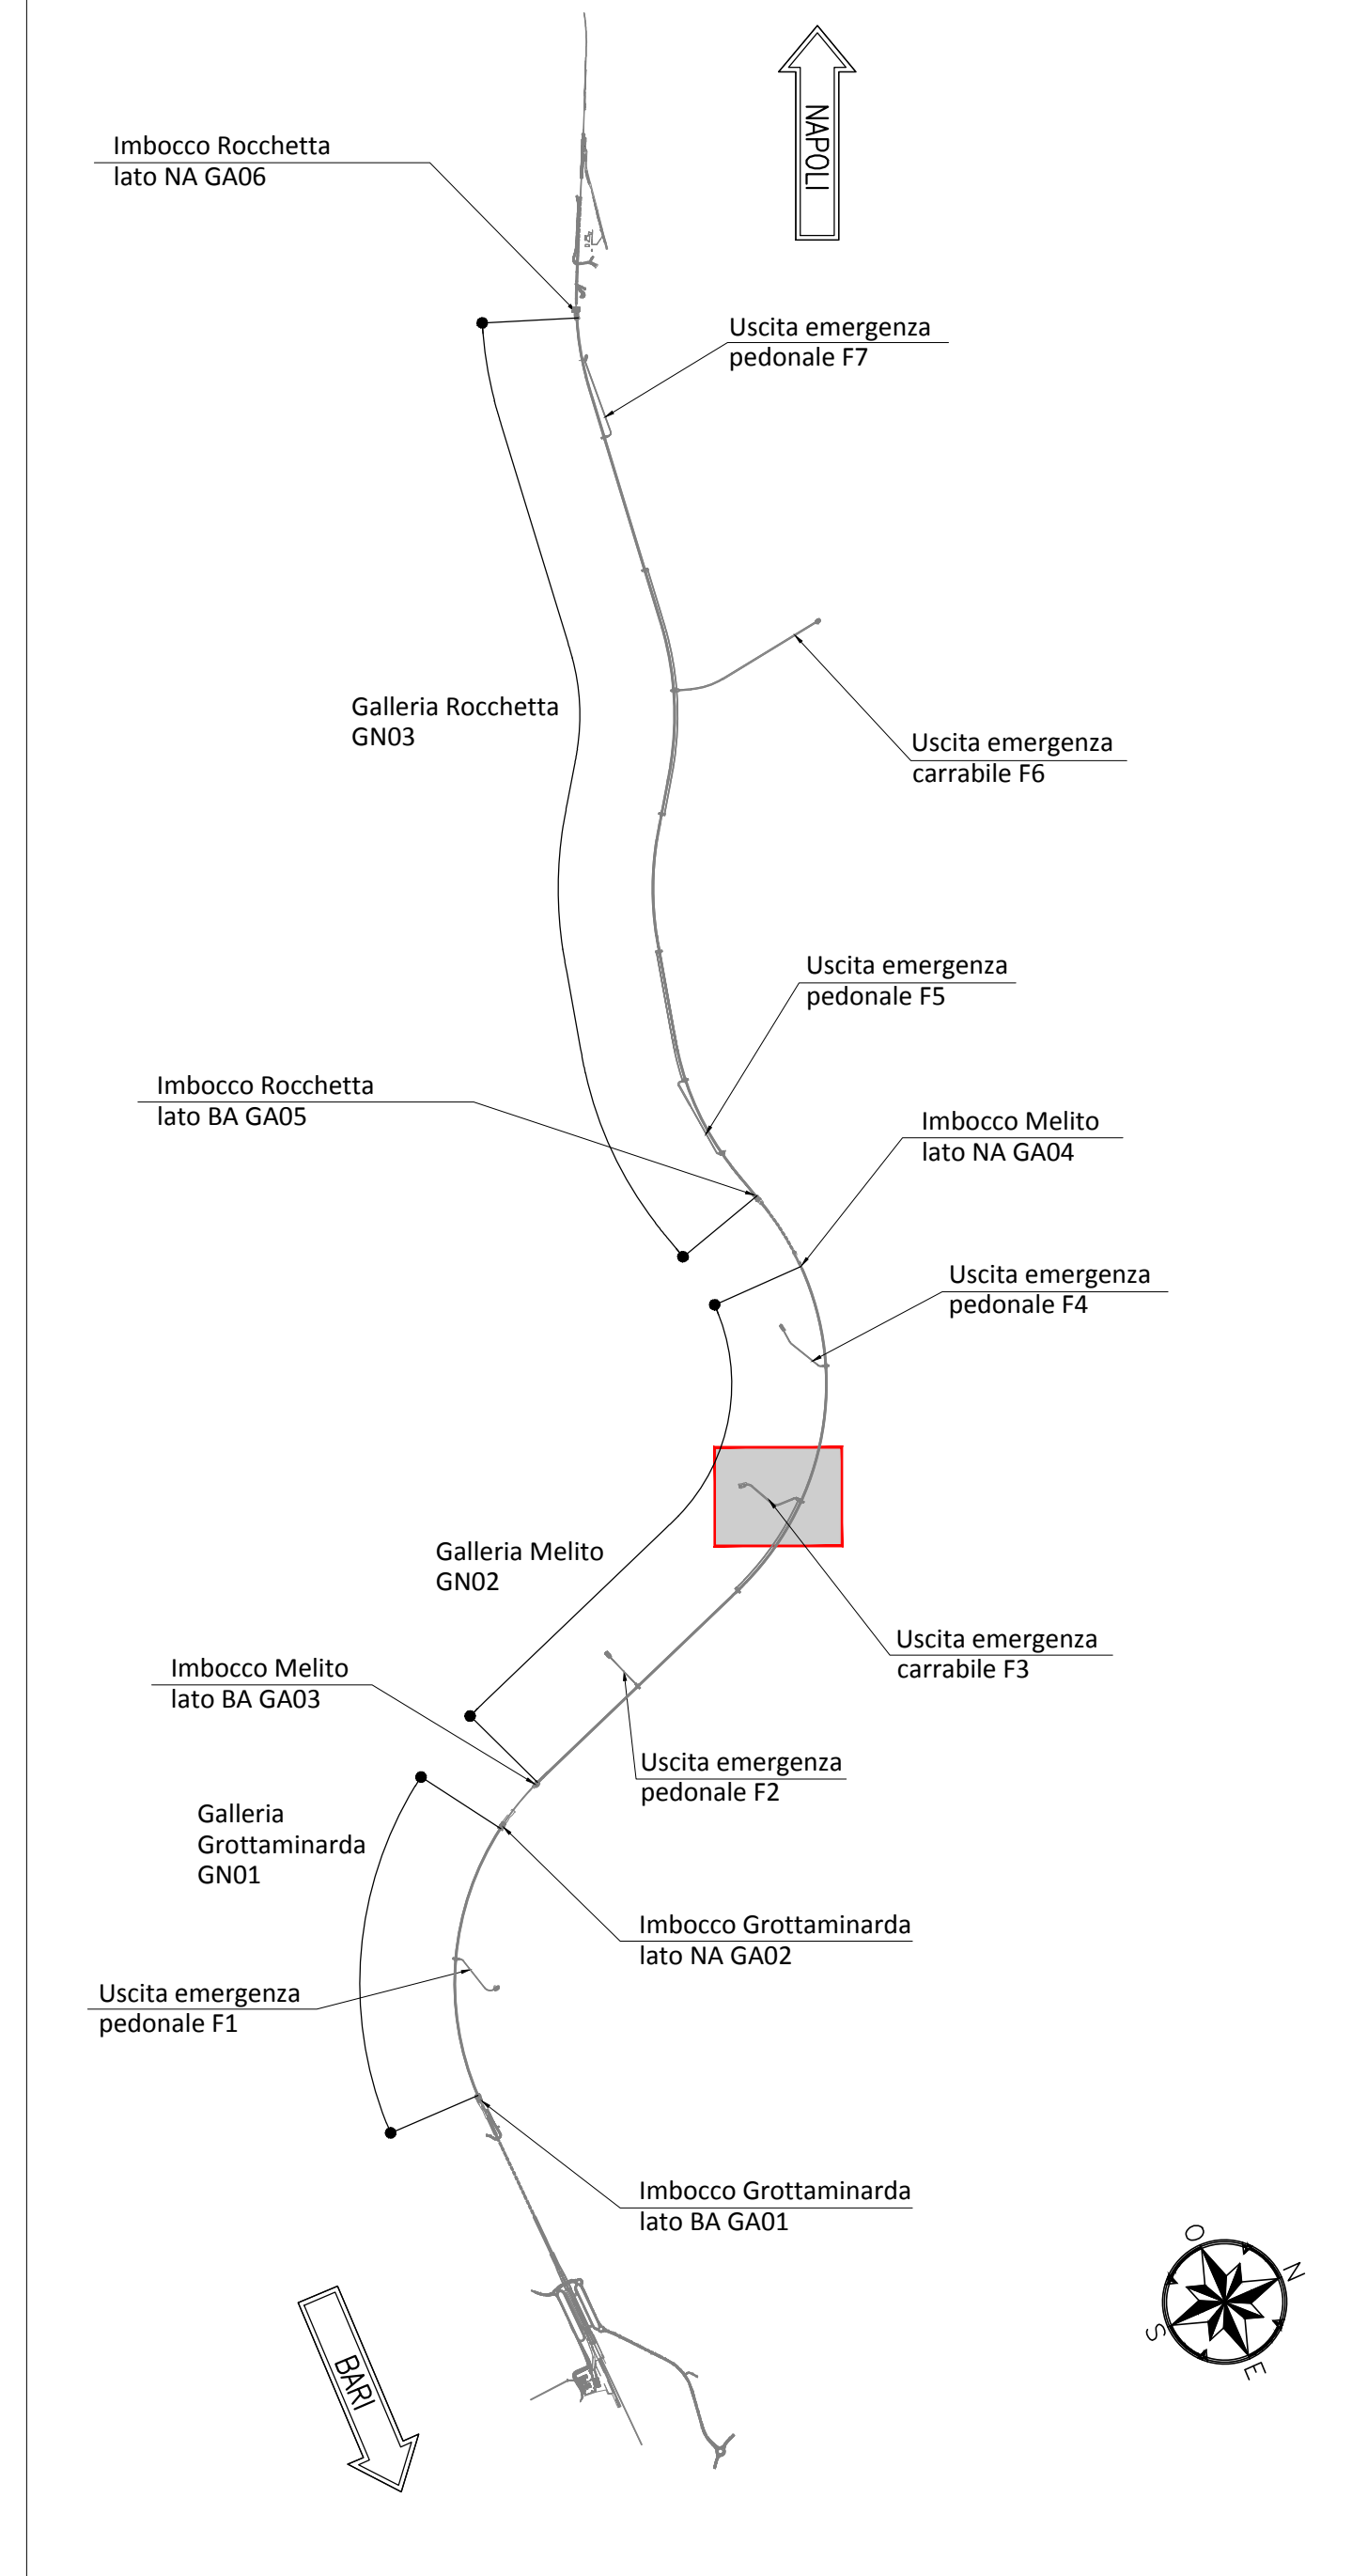 NAPOLI
Imbocco Rocchetta
lato NA GA06
Uscita emergenza
pedonale F7
Galleria Rocchetta
GN03
Uscita emergenza
carrabile F6
Uscita emergenza
pedonale F5
Imbocco Rocchetta
lato BA GA05
Imbocco Melito
lato NA GA04
Uscita emergenza
pedonale F4
Galleria Melito
GN02
Uscita emergenza
carrabile F3
Imbocco Melito
lato BA GA03
Uscita emergenza
pedonale F2
Galleria
Grottaminarda
GN01
Imbocco Grottaminarda
lato NA GA02
Uscita emergenza
pedonale F1
Imbocco Grottaminarda
lato BA GA01
O
N
S
E
BARI